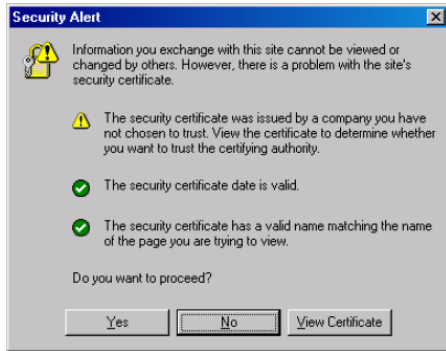 Security Alert
Information you exchange with this site cannot be viewed or
changed by others. However, there is a problem with the site's
security certificate.
The security certificate was issued by a company you have
not chosen to trust. View the certificate to determine whether
you want to trust the certifying authority.
The security certificate date is valid.
The security certificate has a valid name matching the name
of the page you are trying to view.
Do you want to proceed?
Yes No View Certificate